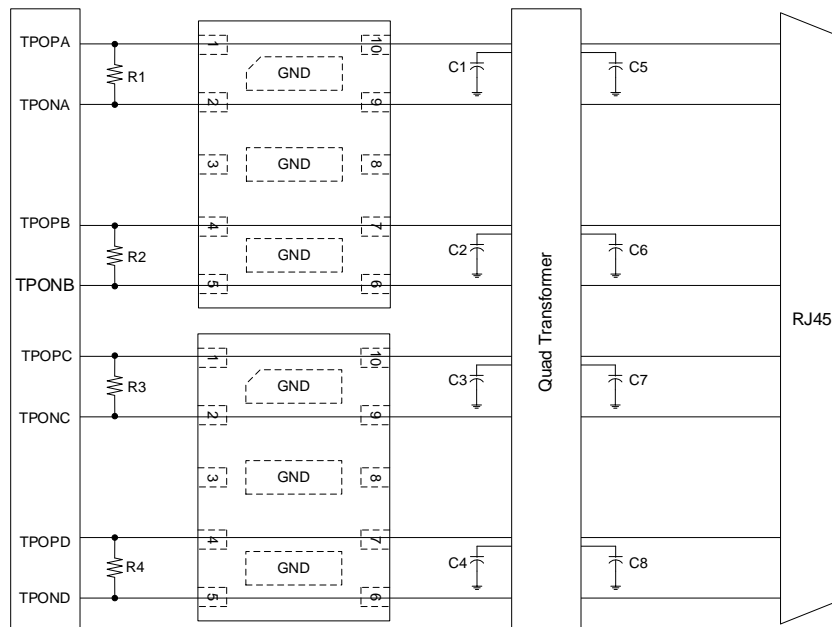 TPOPA
TPONA
TPOPB
TPONB
TPOPC
TPONC
TPOPD
TPOND
R1
R2
R3
R4
1
2
3
4
5
10
9
8
7
6
GND
GND
GND
1
2
3
4
5
10
9
8
7
6
GND
GND
GND
C1
C2
C3
C4
Quad Transformer
C5
C6
C7
C8
RJ45